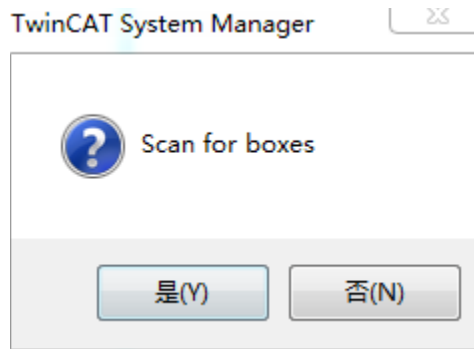 TwinCAT System Manager
Scan for boxes
是(Y)
否(N)